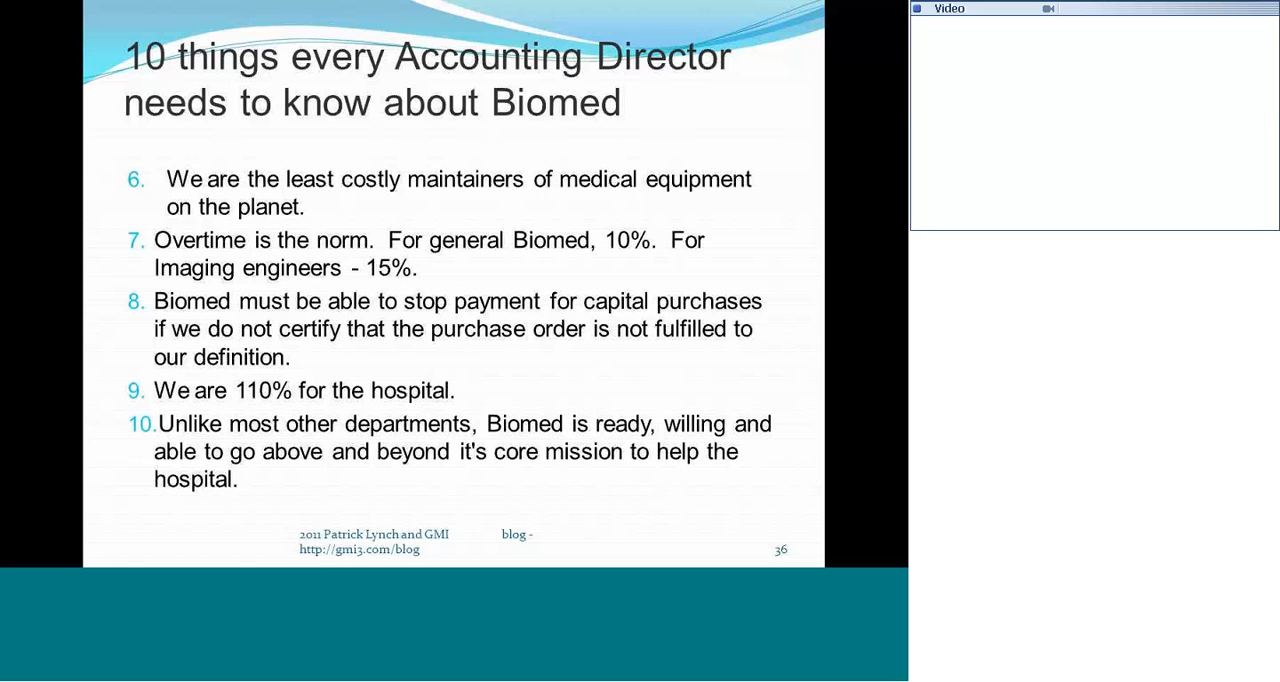 Video
10 things every Accounting Director
needs to know about Biomed
6. We are the least costly maintainers of medical equipment
on the planet.
7. Overtime is the norm. For general Biomed, 10%. For
Imaging engineers - 15%.
8. Biomed must be able to stop payment for capital purchases
if we do not certify that the purchase order is not fulfilled to
our definition.
9. We are 110% for the hospital.
10.Unlike most other departments, Biomed is ready, willing and
able to go above and beyond it's core mission to help the
hospital.
2011 Patrick Lynch and GMI blog -
http://gmi3.com/blog
36